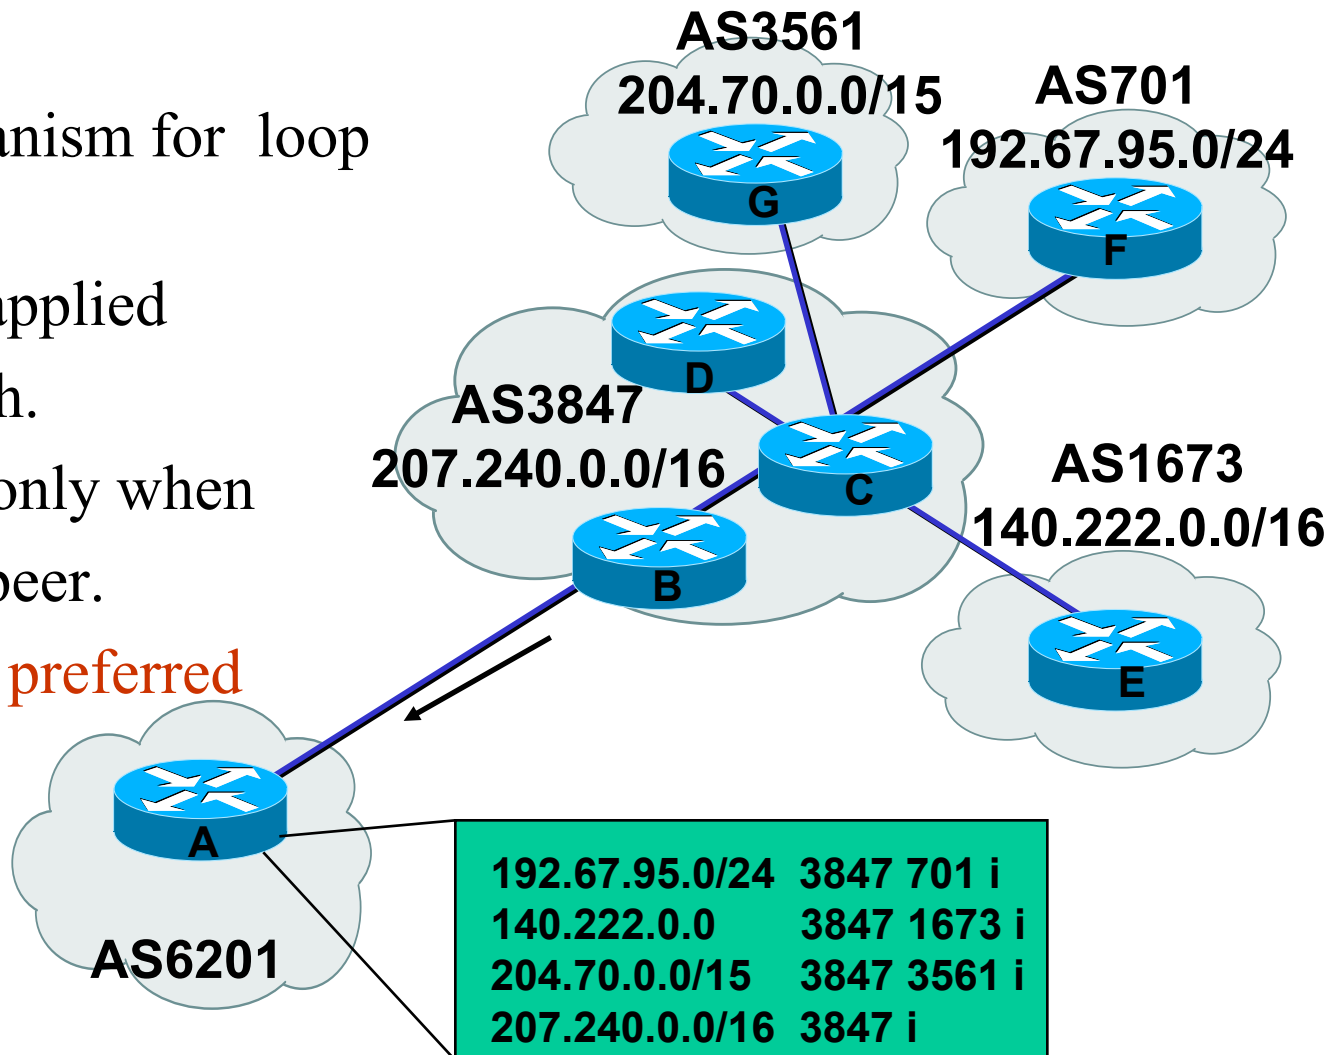 anism for loop
applied
h.
only when
peer.
preferred
AS3561
204.70.0.0/15
AS701
192.67.95.0/24
G
F
D
AS3847
207.240.0.0/16
C
B
AS1673
140.222.0.0/16
E
A
AS6201
192.67.95.0/24 3847 701 i
140.222.0.0 3847 1673 i
204.70.0.0/15 3847 3561 i
207.240.0.0/16 3847 i